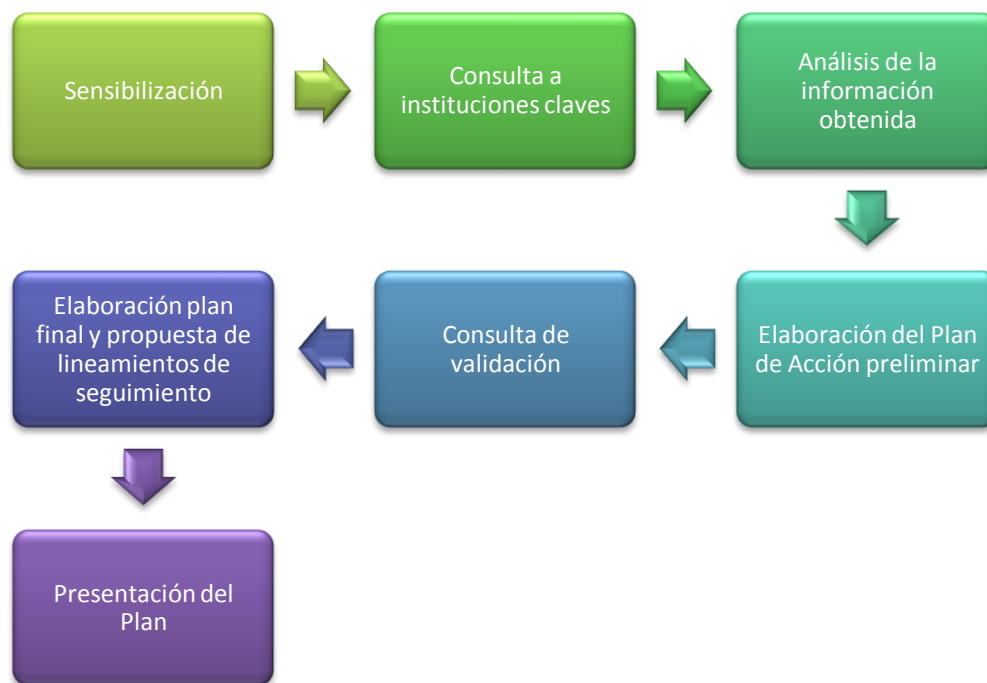 Sensibilización
Consulta a
instituciones claves
Análisis de la
información
obtenida
Elaboración del Plan
de Acción preliminar
Consulta de
validación
Elaboración plan
final y propuesta de
lineamientos de
seguimiento
Presentación del
Plan